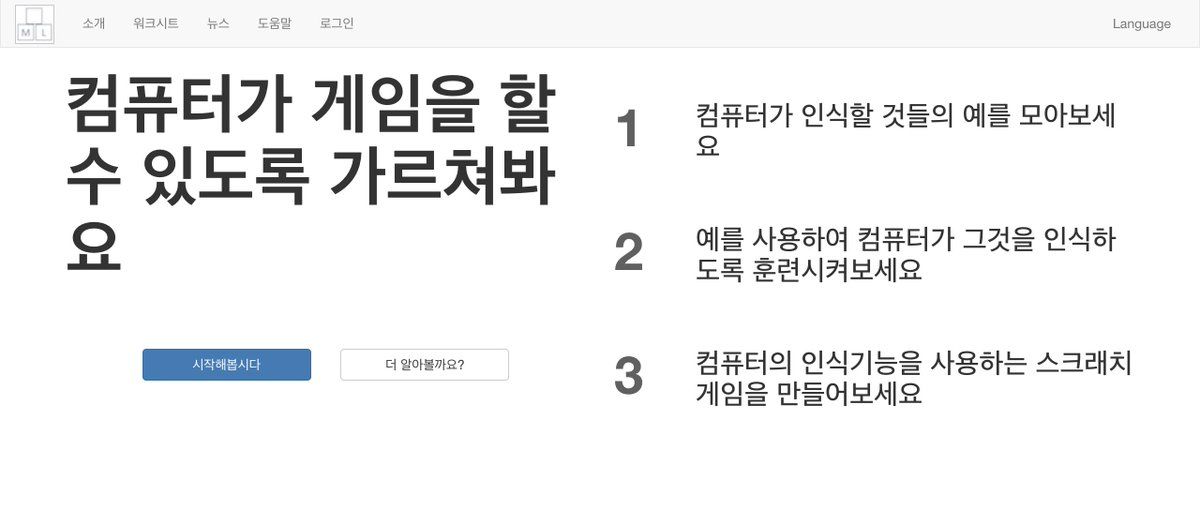 M L
소개 워크시트 뉴스 도움말 로그인 Language
컴퓨터가 게임을 할
수 있도록 가르쳐봐
요
시작해봅시다 더 알아볼까요?
1 컴퓨터가 인식할 것들의 예를 모아보세
요
2 예를 사용하여 컴퓨터가 그것을 인식하
도록 훈련시켜보세요
3 컴퓨터의 인식기능을 사용하는 스크래치
게임을 만들어보세요